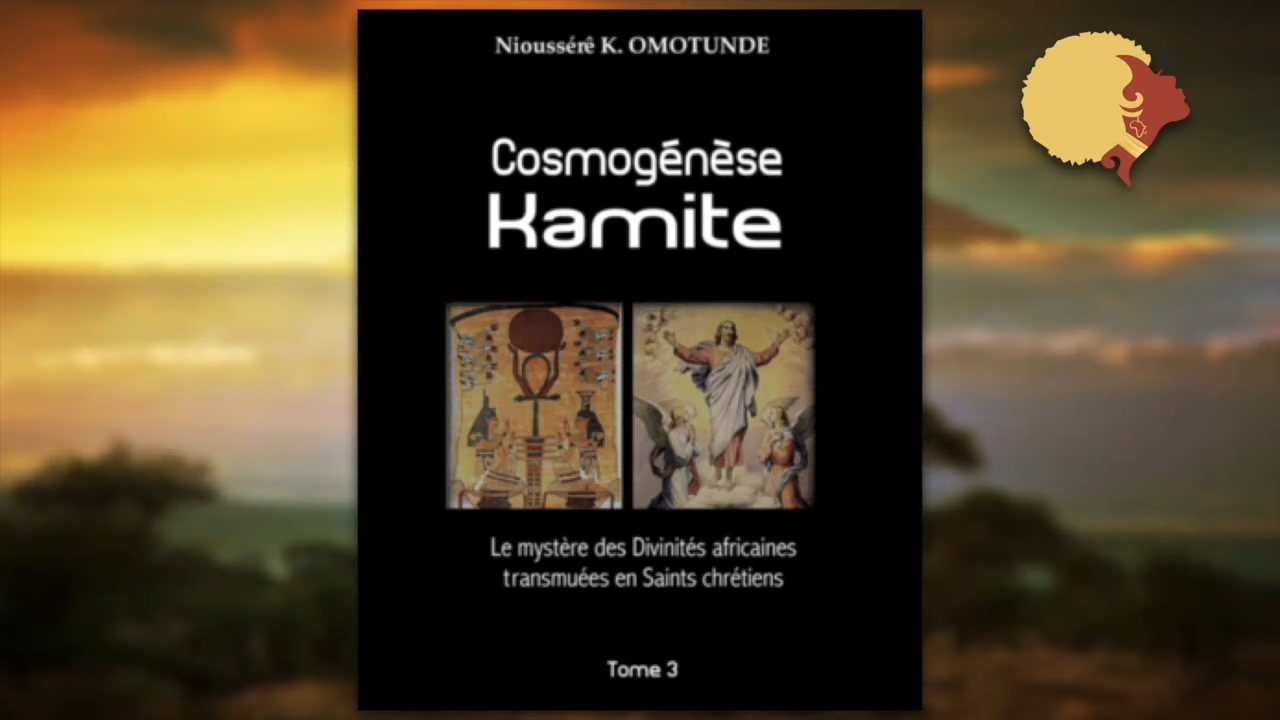 Nioussérê K. OMOTUNDE
Cosmogénèse
Kamite
Le mystère des Divinités africaines
transmuées en Saints chrétiens
Tome 3